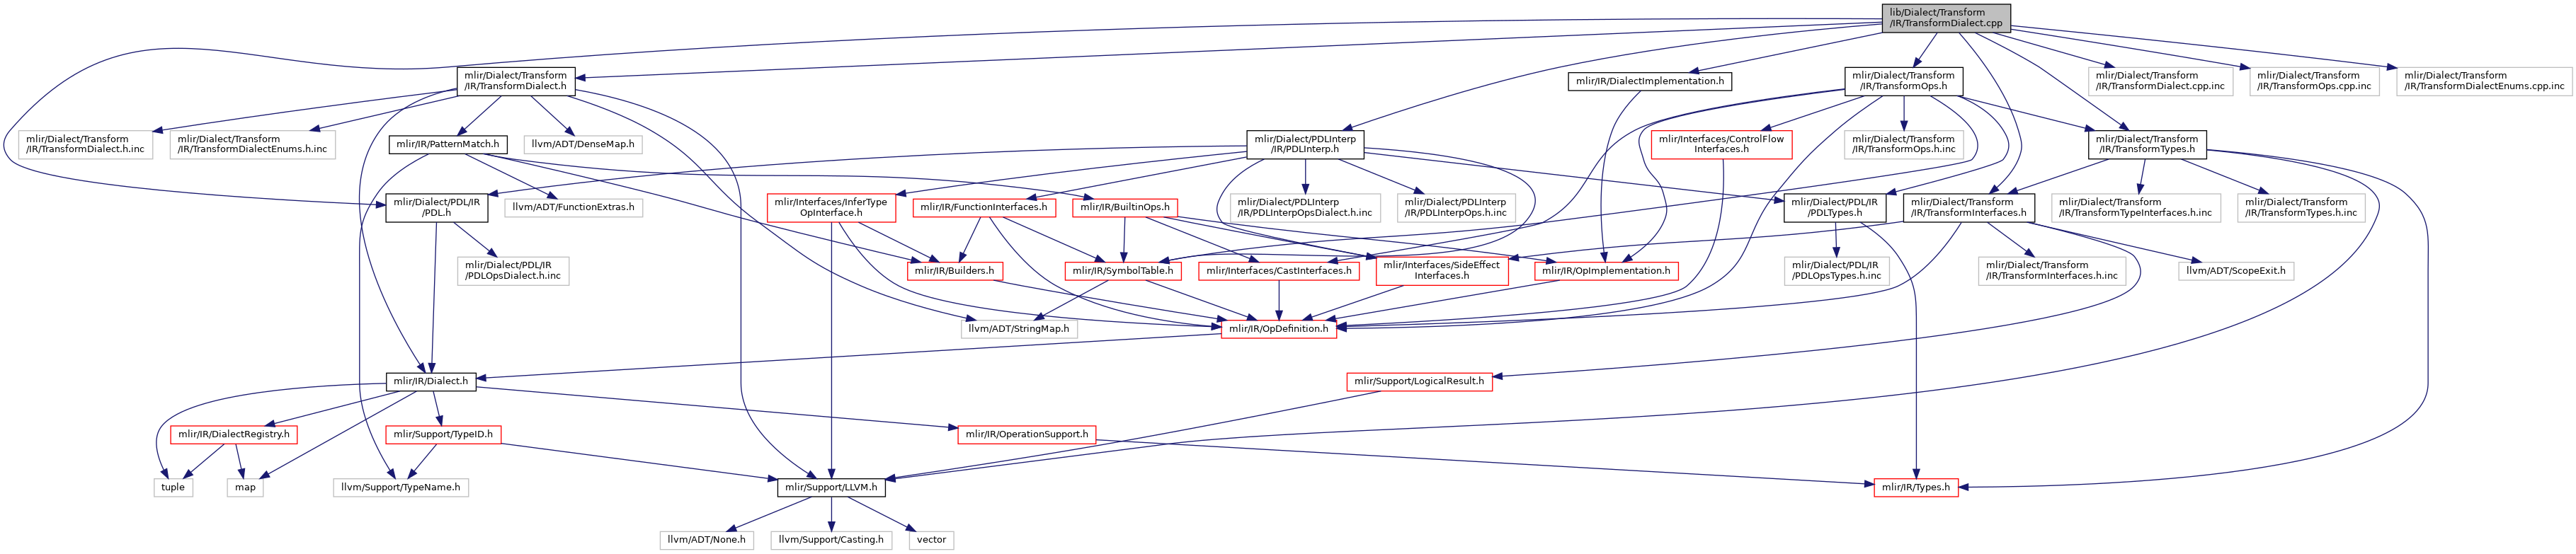 lib/Dialect/Transform
/IR/TransformDialect.cpp
mlir/Dialect/Transform
/IR/TransformDialect.h
mlir/IR/DialectImplementation.h
mlir/Dialect/Transform
/IR/TransformOps.h
mlir/Dialect/Transform
/IR/TransformDialect.cpp.inc
mlir/Dialect/Transform
/IR/TransformOps.cpp.inc
mlir/Dialect/Transform
/IR/TransformDialectEnums.cpp.inc
mlir/Dialect/Transform
/IR/TransformDialect.h.inc
mlir/Dialect/Transform
/IR/TransformDialectEnums.h.inc
mlir/IR/PatternMatch.h
llvm/ADT/DenseMap.h
mlir/Dialect/PDLInterp
/IR/PDLInterp.h
mlir/Interfaces/ControlFlow
Interfaces.h
mlir/Dialect/Transform
/IR/TransformOps.h.inc
mlir/Dialect/Transform
/IR/TransformTypes.h
mlir/Dialect/PDL/IR
/PDL.h
llvm/ADT/FunctionExtras.h
mlir/Interfaces/InferType
OpInterface.h
mlir/IR/FunctionInterfaces.h
mlir/IR/BuiltinOps.h
mlir/Dialect/PDLInterp
/IR/PDLInterpOpsDialect.h.inc
mlir/Dialect/PDLInterp
/IR/PDLInterpOps.h.inc
mlir/Dialect/PDL/IR
/PDLTypes.h
mlir/Dialect/Transform
/IR/TransformInterfaces.h
mlir/Dialect/Transform
/IR/TransformTypeInterfaces.h.inc
mlir/Dialect/Transform
/IR/TransformTypes.h.inc
mlir/Dialect/PDL/IR
/PDLOpsDialect.h.inc
mlir/IR/Builders.h
mlir/IR/SymbolTable.h
mlir/Interfaces/CastInterfaces.h
mlir/Interfaces/SideEffect
Interfaces.h
mlir/IR/OpImplementation.h
mlir/Dialect/PDL/IR
/PDLOpsTypes.h.inc
mlir/Dialect/Transform
/IR/TransformInterfaces.h.inc
llvm/ADT/ScopeExit.h
llvm/ADT/StringMap.h
mlir/IR/OpDefinition.h
mlir/IR/Dialect.h
mlir/Support/LogicalResult.h
mlir/IR/DialectRegistry.h
mlir/Support/TypeID.h
mlir/IR/OperationSupport.h
tuple
map
llvm/Support/TypeName.h
mlir/Support/LLVM.h
mlir/IR/Types.h
llvm/ADT/None.h
llvm/Support/Casting.h
vector